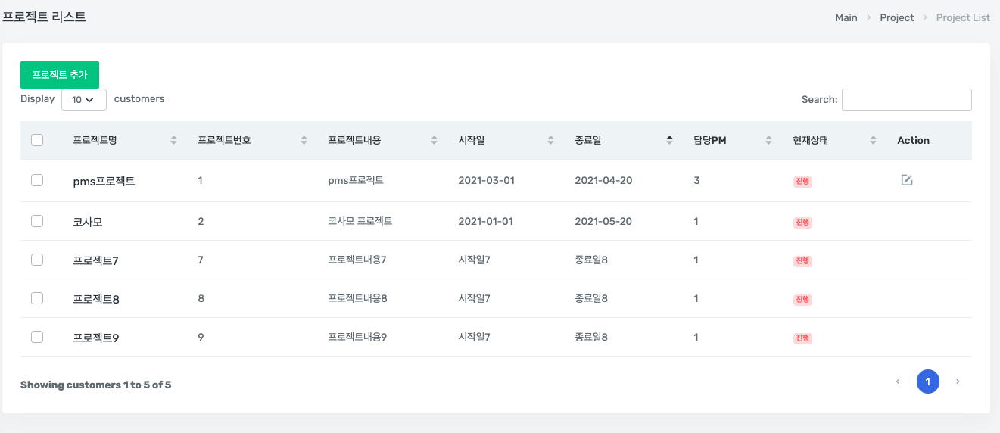 프로젝트 리스트 Main > Project > Project List
프로젝트 추가
Display 10 customers Search:
프로젝트명 프로젝트번호 프로젝트내용 시작일 종료일 담당PM 현재상태 Action
pms프로젝트 1 pms프로젝트 2021-03-01 2021-04-20 3 진행
코사모 2 코사모 프로젝트 2021-01-01 2021-05-20 1 진행
프로젝트7 7 프로젝트내용7 시작일7 종료일8 1 진행
프로젝트8 8 프로젝트내용8 시작일7 종료일8 1 진행
프로젝트9 9 프로젝트내용9 시작일7 종료일8 1 진행
Showing customers 1 to 5 of 5 ‹ 1 ›